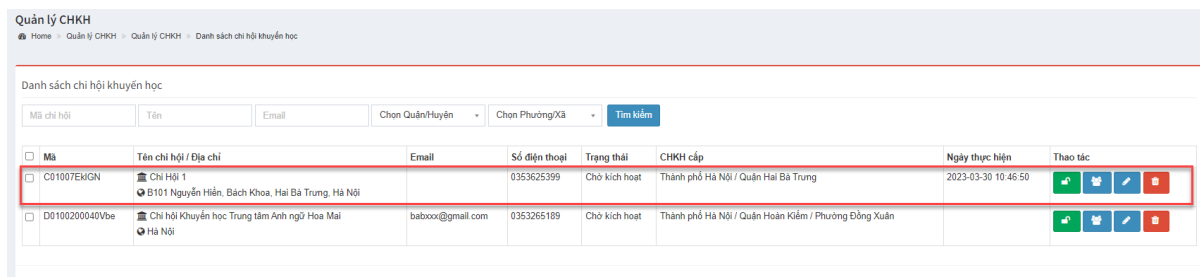 Quản lý CHKH
Home » Quản lý CHKH » Quản lý CHKH » Danh sách chi hội khuyến học
Danh sách chi hội khuyến học
Mã chi hội Tên Email Chọn Quận/Huyện Chọn Phường/Xã Tìm kiếm
Mã Tên chi hội / Địa chỉ Email Số điện thoại Trạng thái CHKH cấp Ngày thực hiện Thao tác
C01007EkIGN Chi Hội 1 0353625399 Chờ kích hoạt Thành phố Hà Nội / Quận Hai Bà Trưng 2023-03-30 10:46:50
B101 Nguyễn Hiền, Bách Khoa, Hai Bà Trưng, Hà Nội
D0100200040Vbe Chi hội Khuyến học Trung tâm Anh ngữ Hoa Mai babxxx@gmail.com 0353265189 Chờ kích hoạt Thành phố Hà Nội / Quận Hoàn Kiếm / Phường Đồng Xuân
Hà Nội